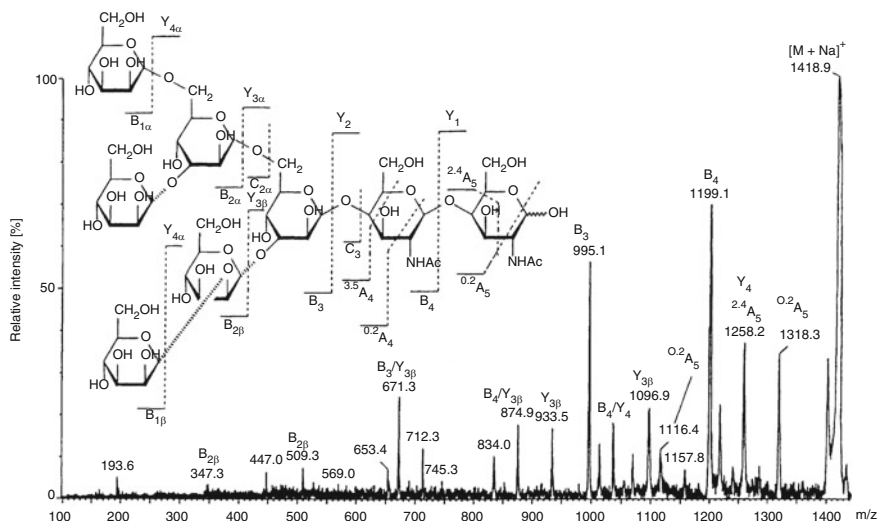 [M + Na]+
1418.9
100
50
0
Relative intensity [%]
CH2OH
Y4α
O
OH OH
HO
O
B1α
CH2
Y3α
O
OH
HO
O
B2α
C2α
CH2OH
O
OH OH
HO
O
Y3β
CH2
O
OH
HO
O
Y2
O
CH2OH
O
OH
NHAc
Y1
O
2.4A5
CH2OH
O
OH
OH
NHAc
C3
3.5A4
0.2A4
B3
B4
0.2A5
Y4α
CH2OH
O
OH
O
HO
B2β
CH2OH
O
OH OH
HO
B1β
B3
995.1
B4
1199.1
Y4
2.4A5
1258.2
0.2A5
1318.3
0.2A5
1116.4
1157.8
Y3β
1096.9
B4/Y4
Y3β
933.5
B4/Y3β
874.9
834.0
745.3
712.3
B3/Y3β
671.3
653.4
569.0
B2β
509.3
447.0
B2β
347.3
193.6
100 200 300 400 500 600 700 800 900 1000 1100 1200 1300 1400 m/z